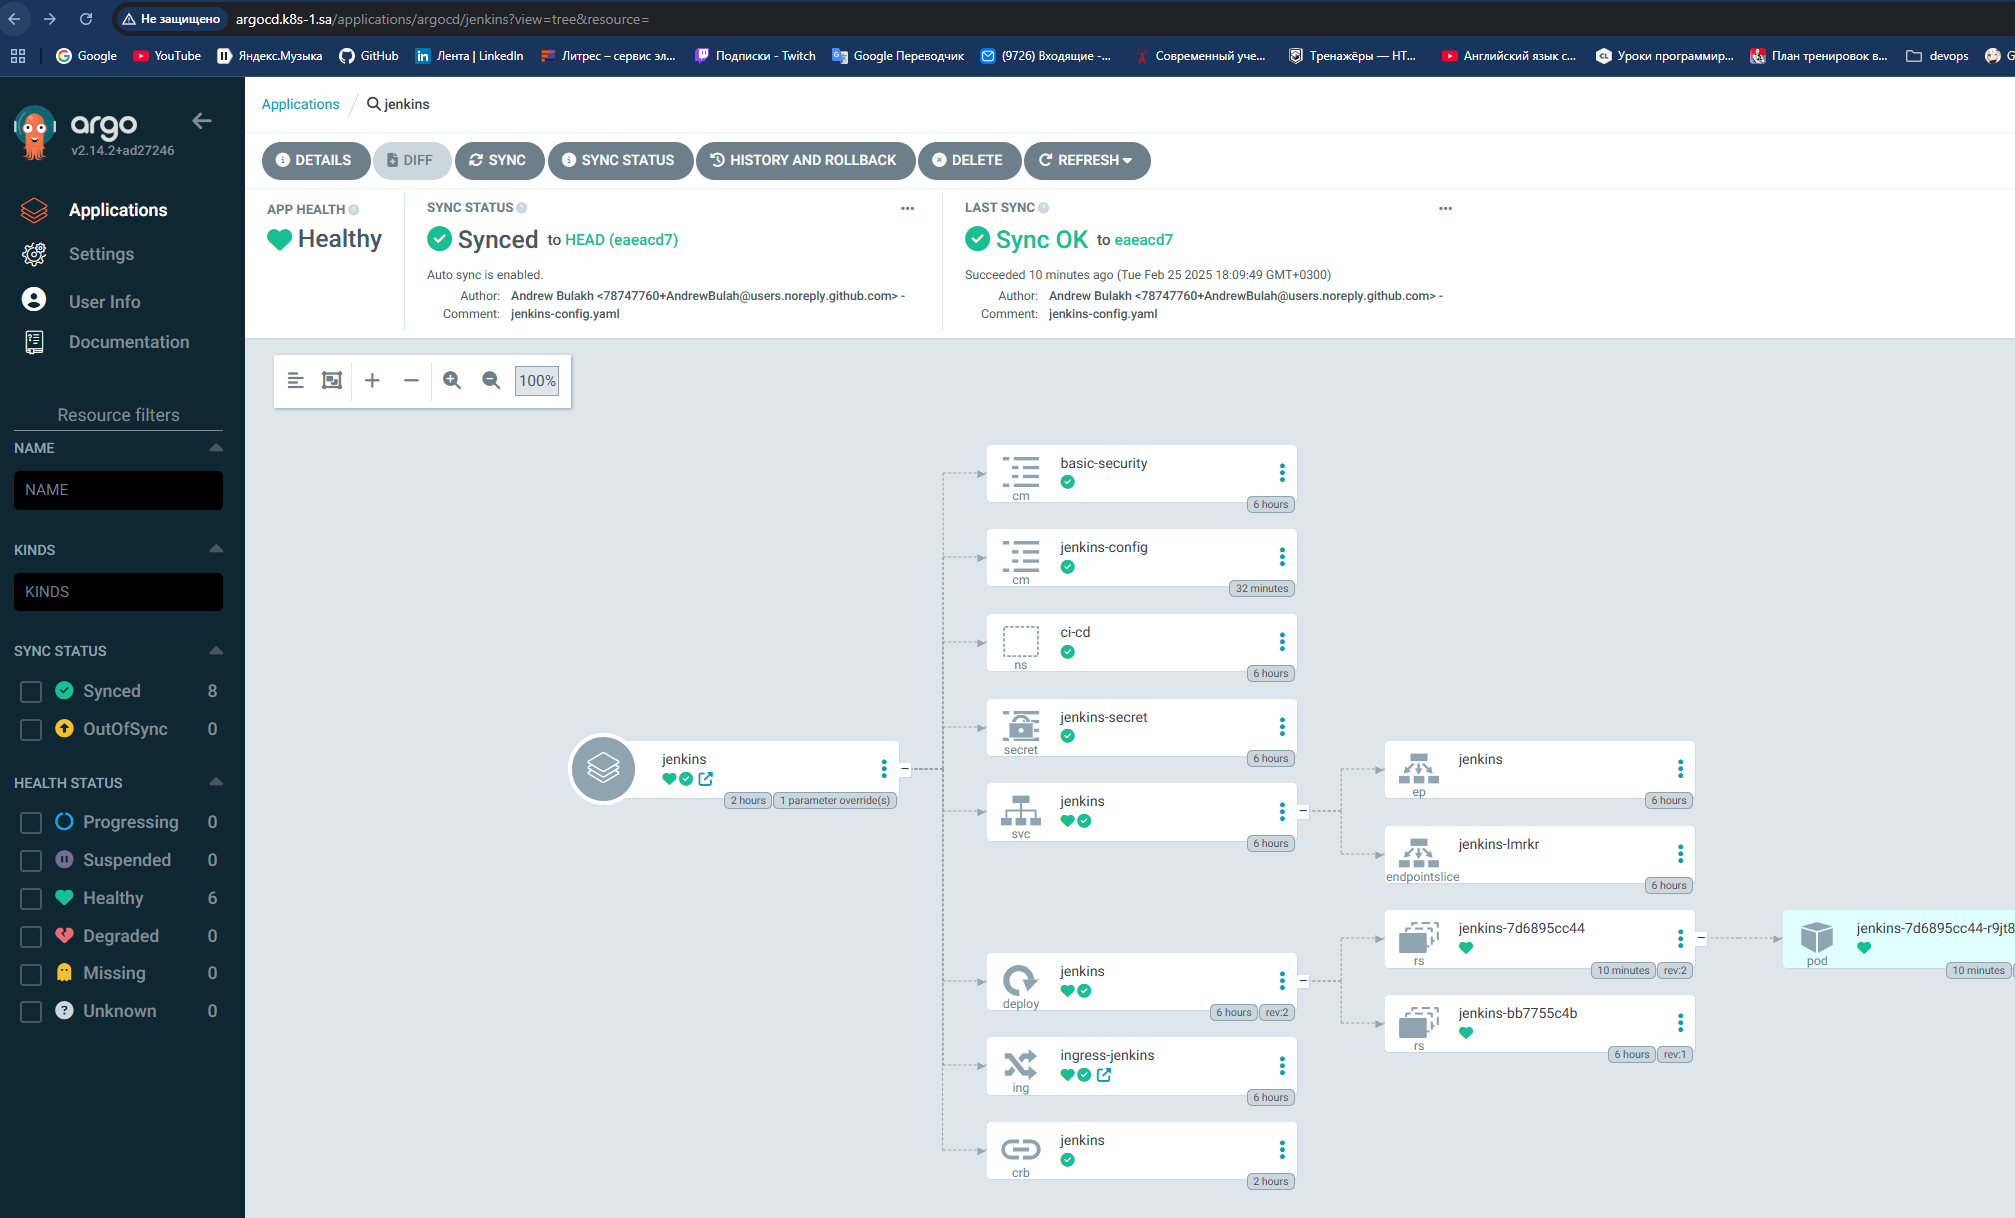 Не защищено argocd.k8s-1.sa/applications/argocd/jenkins?view=tree&resource=
Google YouTube Яндекс.Музыка GitHub Лента | LinkedIn Литрес – сервис эл... Подписки - Twitch Google Переводчик (9726) Входящие -... Современный уче... Тренажёры — HT... Английский язык с... Уроки программир... План тренировок в... devops G
argo
v2.14.2+ad27246
Applications
Settings
User Info
Documentation
Resource filters
NAME
NAME
KINDS
KINDS
SYNC STATUS
Synced 8
OutOfSync 0
HEALTH STATUS
Progressing 0
Suspended 0
Healthy 6
Degraded 0
Missing 0
Unknown 0
Applications / jenkins
DETAILS DIFF SYNC SYNC STATUS HISTORY AND ROLLBACK DELETE REFRESH
APP HEALTH
Healthy
SYNC STATUS
Synced to HEAD (eaeacd7)
Auto sync is enabled.
Author: Andrew Bulakh <78747760+AndrewBulah@users.noreply.github.com> -
Comment: jenkins-config.yaml
LAST SYNC
Sync OK to eaeacd7
Succeeded 10 minutes ago (Tue Feb 25 2025 18:09:49 GMT+0300)
Author: Andrew Bulakh <78747760+AndrewBulah@users.noreply.github.com> -
Comment: jenkins-config.yaml
100%
jenkins
2 hours 1 parameter override(s)
basic-security
cm
6 hours
jenkins-config
cm
32 minutes
ci-cd
ns
6 hours
jenkins-secret
secret
6 hours
jenkins
svc
6 hours
jenkins
deploy
6 hours rev:2
ingress-jenkins
ing
6 hours
jenkins
crb
2 hours
jenkins
ep
6 hours
jenkins-lmrkr
endpointslice
6 hours
jenkins-7d6895cc44
rs
10 minutes rev:2
jenkins-bb7755c4b
rs
6 hours rev:1
jenkins-7d6895cc44-r9jt8
pod
10 minutes